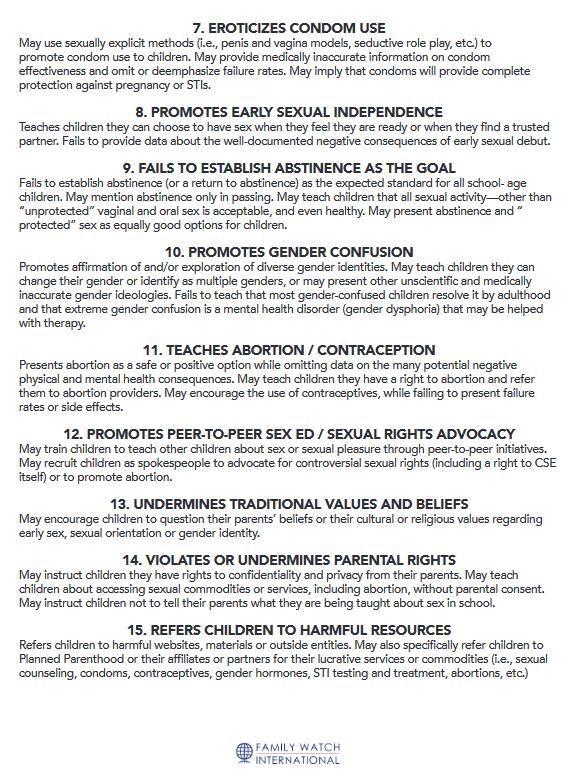 7. EROTICIZES CONDOM USE
May use sexually explicit methods (i.e., penis and vagina models, seductive role play, etc.) to
promote condom use to children. May provide medically inaccurate information on condom
effectiveness and omit or deemphasize failure rates. May imply that condoms will provide complete
protection against pregnancy or STIs.
8. PROMOTES EARLY SEXUAL INDEPENDENCE
Teaches children they can choose to have sex when they feel they are ready or when they find a trusted
partner. Fails to provide data about the well-documented negative consequences of early sexual debut.
9. FAILS TO ESTABLISH ABSTINENCE AS THE GOAL
Fails to establish abstinence (or a return to abstinence) as the expected standard for all school- age
children. May mention abstinence only in passing. May teach children that all sexual activity—other than
“unprotected” vaginal and oral sex is acceptable, and even healthy. May present abstinence and “
protected” sex as equally good options for children.
10. PROMOTES GENDER CONFUSION
Promotes affirmation of and/or exploration of diverse gender identities. May teach children they can
change their gender or identify as multiple genders, or may present other unscientific and medically
inaccurate gender ideologies. Fails to teach that most gender-confused children resolve it by adulthood
and that extreme gender confusion is a mental health disorder (gender dysphoria) that may be helped
with therapy.
11. TEACHES ABORTION / CONTRACEPTION
Presents abortion as a safe or positive option while omitting data on the many potential negative
physical and mental health consequences. May teach children they have a right to abortion and refer
them to abortion providers. May encourage the use of contraceptives, while failing to present failure
rates or side effects.
12. PROMOTES PEER-TO-PEER SEX ED / SEXUAL RIGHTS ADVOCACY
May train children to teach other children about sex or sexual pleasure through peer-to-peer initiatives.
May recruit children as spokespeople to advocate for controversial sexual rights (including a right to CSE
itself) or to promote abortion.
13. UNDERMINES TRADITIONAL VALUES AND BELIEFS
May encourage children to question their parents’ beliefs or their cultural or religious values regarding
early sex, sexual orientation or gender identity.
14. VIOLATES OR UNDERMINES PARENTAL RIGHTS
May instruct children they have rights to confidentiality and privacy from their parents. May teach
children about accessing sexual commodities or services, including abortion, without parental consent.
May instruct children not to tell their parents what they are being taught about sex in school.
15. REFERS CHILDREN TO HARMFUL RESOURCES
Refers children to harmful websites, materials or outside entities. May also specifically refer children to
Planned Parenthood or their affiliates or partners for their lucrative services or commodities (i.e., sexual
counseling, condoms, contraceptives, gender hormones, STI testing and treatment, abortions, etc.)
FAMILY WATCH
INTERNATIONAL